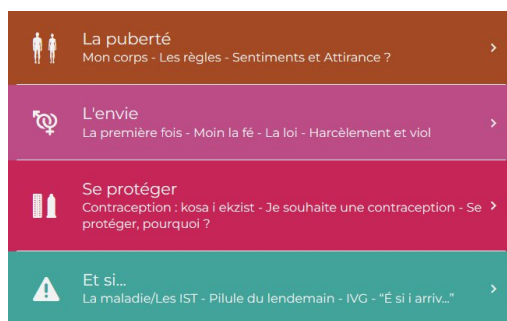 La puberté
Mon corps - Les règles - Sentiments et Attirance ?
L'envie
La première fois - Moin la fé - La loi - Harcèlement et viol
Se protéger
Contraception : kosa i ekzist - Je souhaite une contraception - Se
protéger, pourquoi ?
Et si...
La maladie/Les IST - Pilule du lendemain - IVG - "É si i arriv..."